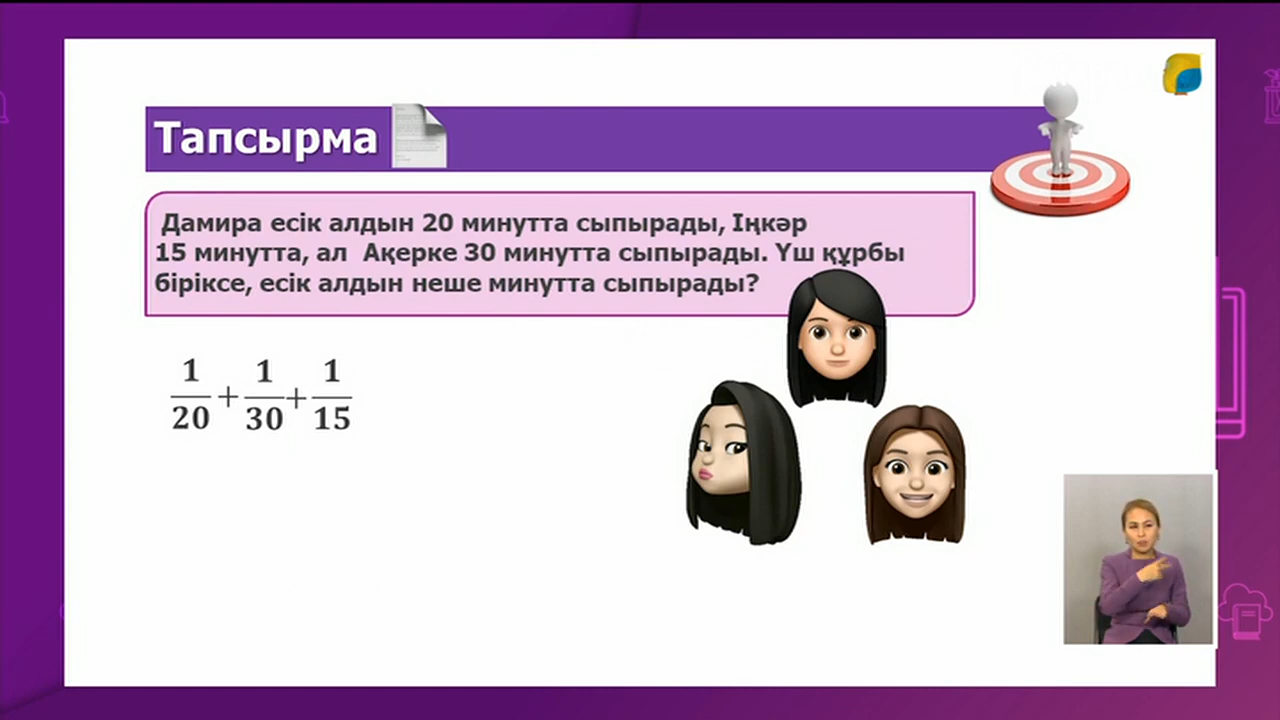 Тапсырма
Дамира есік алдын 20 минутта сыпырады, Іңкәр
15 минутта, ал Ақерке 30 минутта сыпырады. Үш құрбы
біріксе, есік алдын неше минутта сыпырады?
1/20 + 1/30 + 1/15